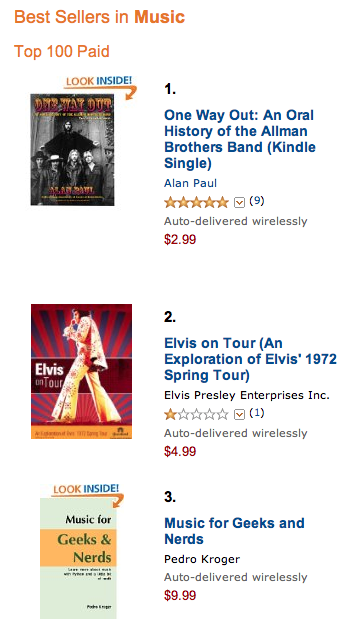 Best Sellers in Music
Top 100 Paid
LOOK INSIDE!
ONE WAY OUT
ALAN PAUL
1.
One Way Out: An Oral
History of the Allman
Brothers Band (Kindle
Single)
Alan Paul
(9)
Auto-delivered wirelessly
$2.99
Elvis
on Tour
An Exploration of Elvis' 1972 Spring Tour
2.
Elvis on Tour (An
Exploration of Elvis' 1972
Spring Tour)
Elvis Presley Enterprises Inc.
(1)
Auto-delivered wirelessly
$4.99
LOOK INSIDE!
Music for
Geeks &
Nerds
Learn more about music
with Python and a little bit
of math
Pedro Kroger
3.
Music for Geeks and
Nerds
Pedro Kroger
Auto-delivered wirelessly
$9.99